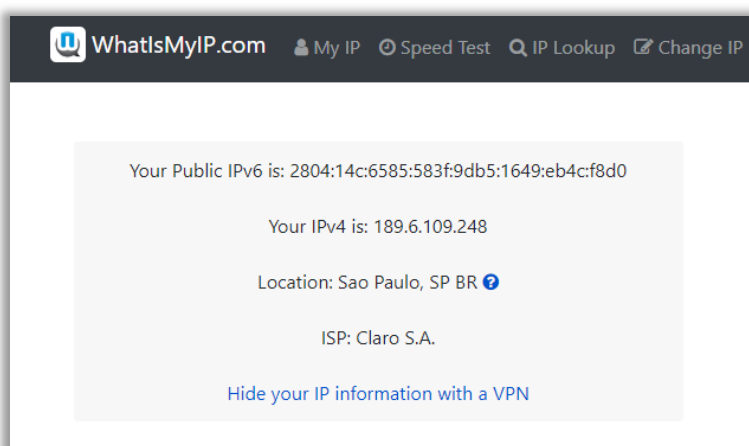 WhatIsMyIP.com My IP Speed Test IP Lookup Change IP
Your Public IPv6 is: 2804:14c:6585:583f:9db5:1649:eb4c:f8d0
Your IPv4 is: 189.6.109.248
Location: Sao Paulo, SP BR
ISP: Claro S.A.
Hide your IP information with a VPN